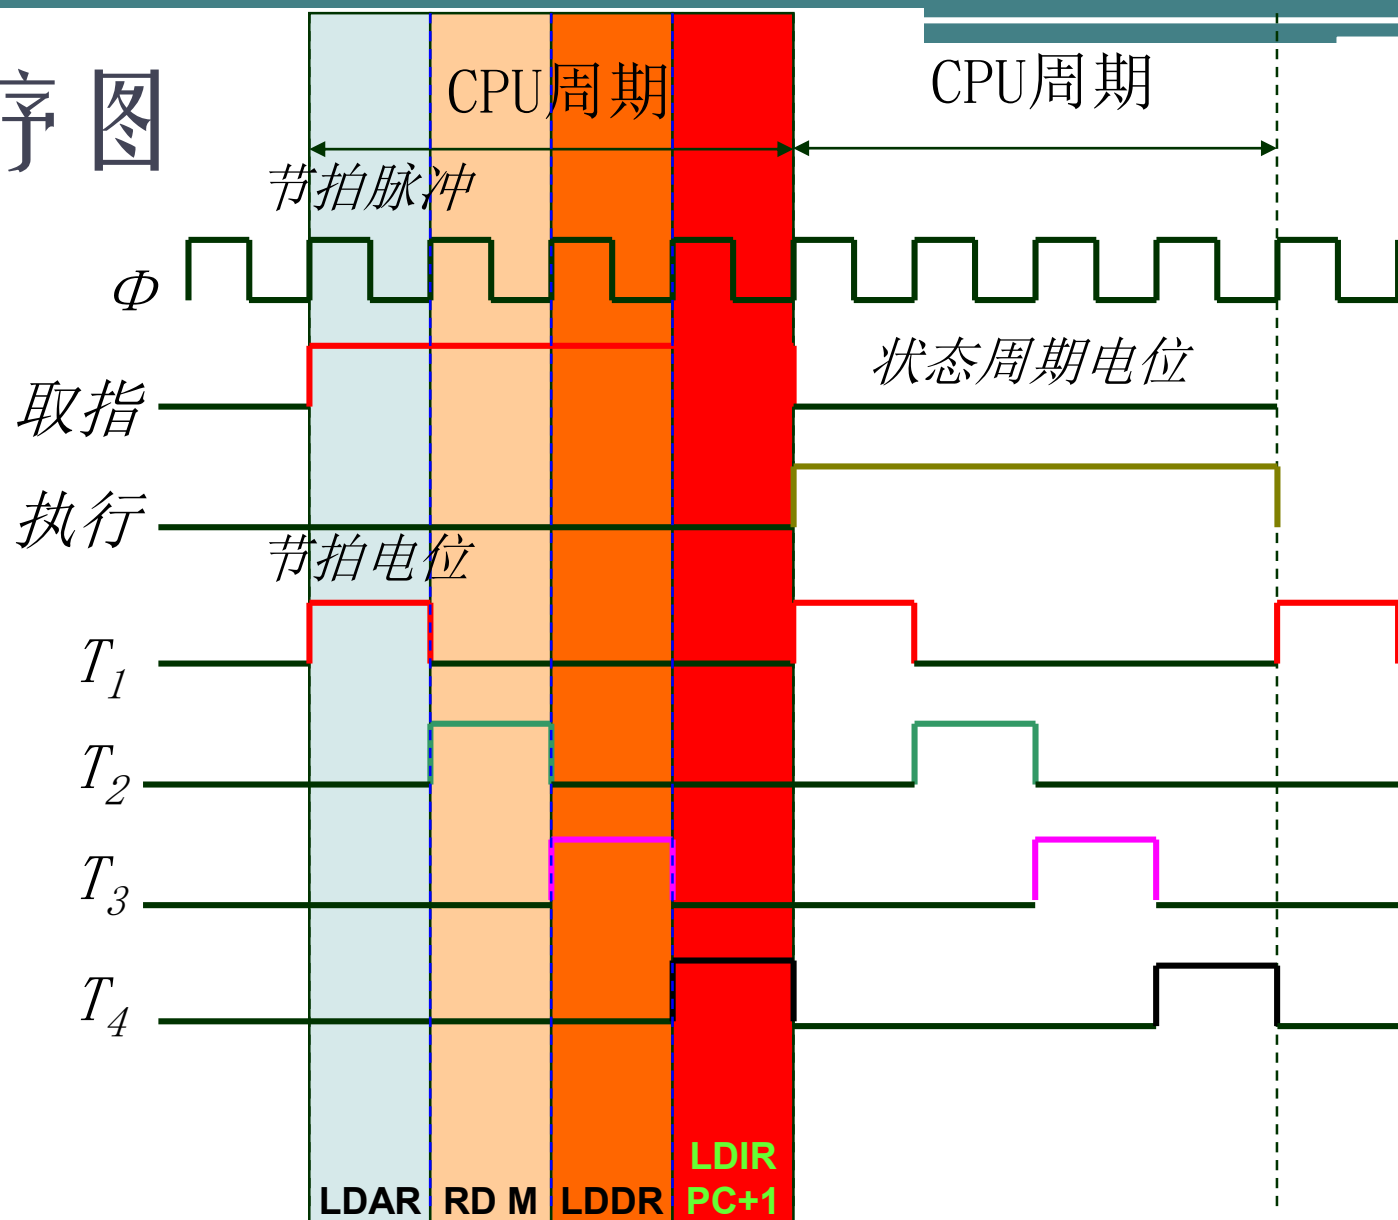 序图
CPU周期
CPU周期
节拍脉冲
Φ
状态周期电位
取指
执行
节拍电位
T1
T2
T3
T4
LDIR
LDAR RD M LDDR PC+1